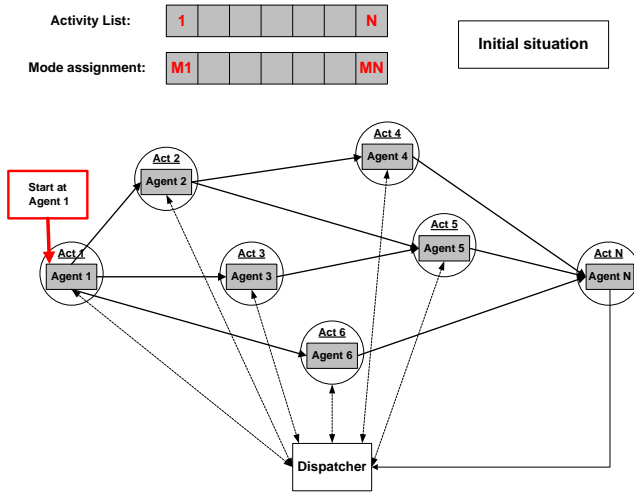 Activity List:
1
N
Initial situation
Mode assignment:
M1
MN
Act 4
Agent 4
Act 2
Agent 2
Start at
Agent 1
Act 5
Agent 5
Act 1
Agent 1
Act 3
Agent 3
Act N
Agent N
Act 6
Agent 6
Dispatcher